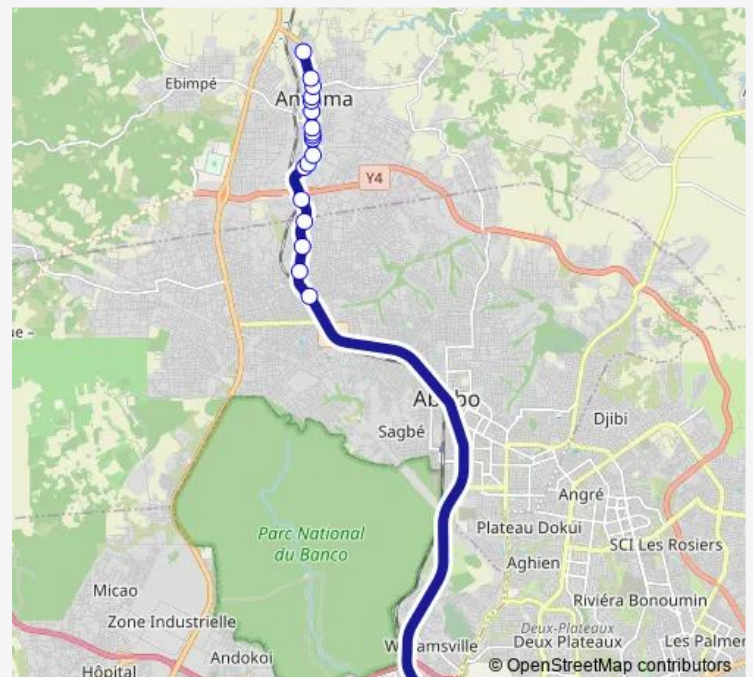 Ebimpé
Y4
ue –
Djibi
Sagbé
Angré
Plateau Dokui
SCI Les Rosiers
Parc National
du Banco
Aghien
Micao
Riviéra Bonoumin
Zone Industrielle
Deux-Plateaux
Deux Plateaux
Les Palmer
Andokoi
Hôpital
© OpenStreetMap contributors